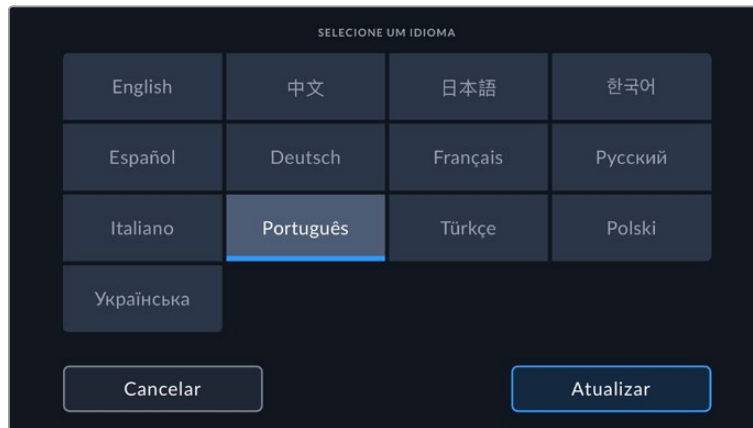 SELECIONE UM IDIOMA
English 中文 日本語 한국어
Español Deutsch Français Русский
Italiano Português Türkçe Polski
Українська
Cancelar Atualizar